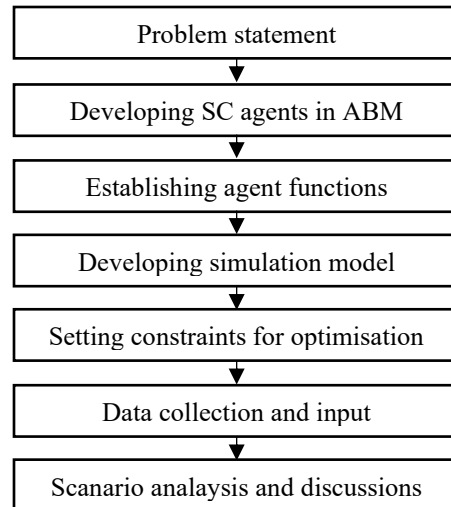 Problem statement
Developing SC agents in ABM
Establishing agent functions
Developing simulation model
Setting constraints for optimisation
Data collection and input
Scanario analaysis and discussions